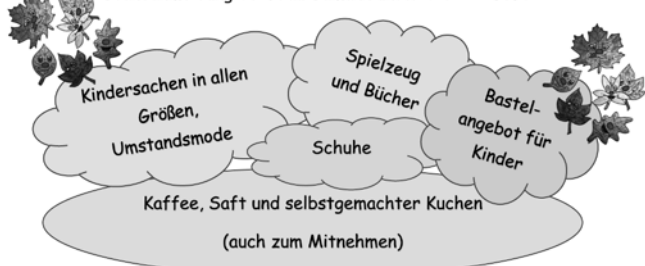 Kindersachen in allen
Größen,
Umstandsmode
Spielzeug
und Bücher
Bastel-
angebot für
Kinder
Schuhe
Kaffee, Saft und selbstgemachter Kuchen
(auch zum Mitnehmen)